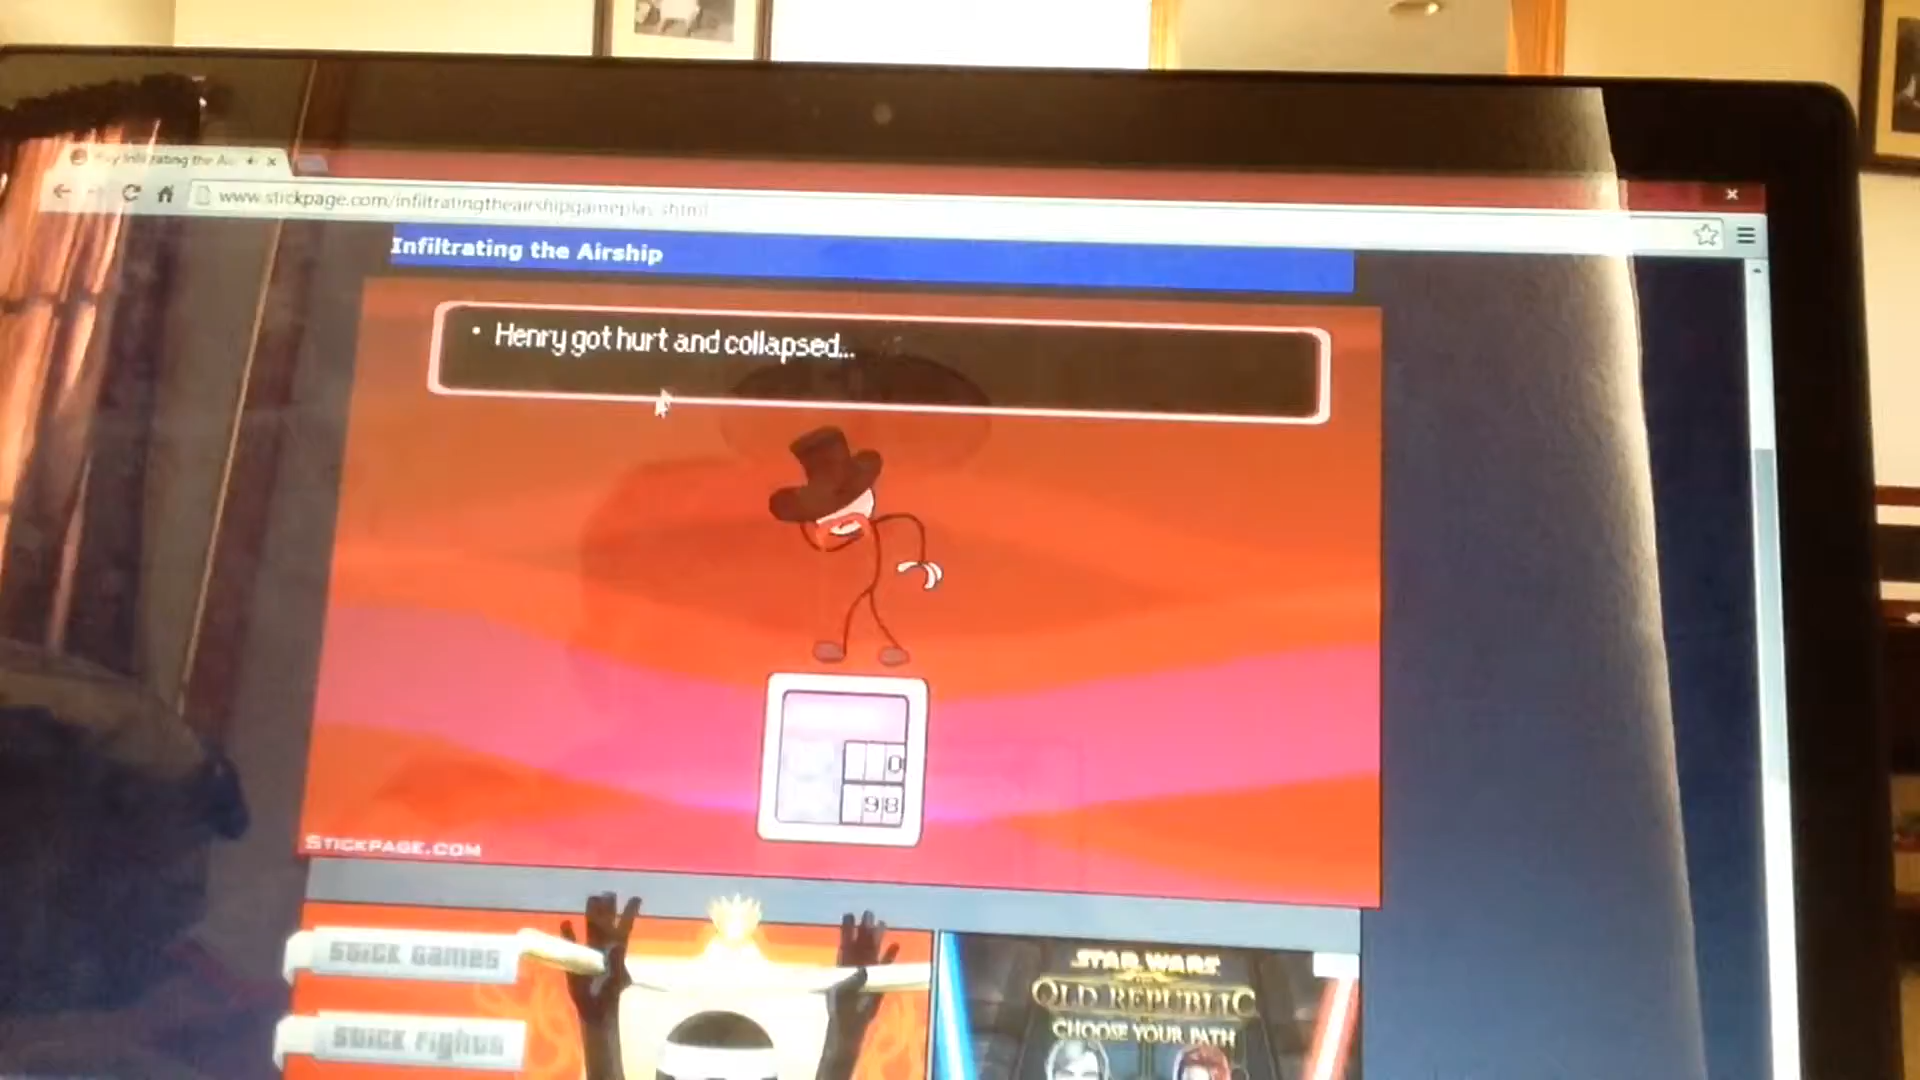 www.stickpage.com/infiltratingtheairshipgameplay.shtml
Infiltrating the Airship
• Henry got hurt and collapsed...
0
98
STICKPAGE.COM
STICK GAMES
STICK FIGHTS
STAR WARS
OLD REPUBLIC
CHOOSE YOUR PATH